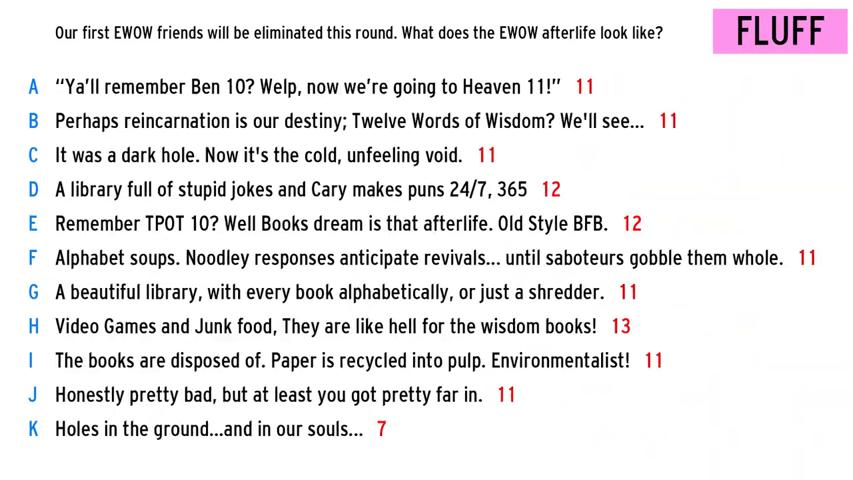 Our first EWOW friends will be eliminated this round. What does the EWOW afterlife look like? FLUFF
A “Ya'll remember Ben 10? Welp, now we're going to Heaven 11!” 11
B Perhaps reincarnation is our destiny; Twelve Words of Wisdom? We'll see... 11
C It was a dark hole. Now it's the cold, unfeeling void. 11
D A library full of stupid jokes and Cary makes puns 24/7, 365 12
E Remember TPOT 10? Well Books dream is that afterlife. Old Style BFB. 12
F Alphabet soups. Noodley responses anticipate revivals... until saboteurs gobble them whole. 11
G A beautiful library, with every book alphabetically, or just a shredder. 11
H Video Games and Junk food, They are like hell for the wisdom books! 13
I The books are disposed of. Paper is recycled into pulp. Environmentalist! 11
J Honestly pretty bad, but at least you got pretty far in. 11
K Holes in the ground...and in our souls... 7